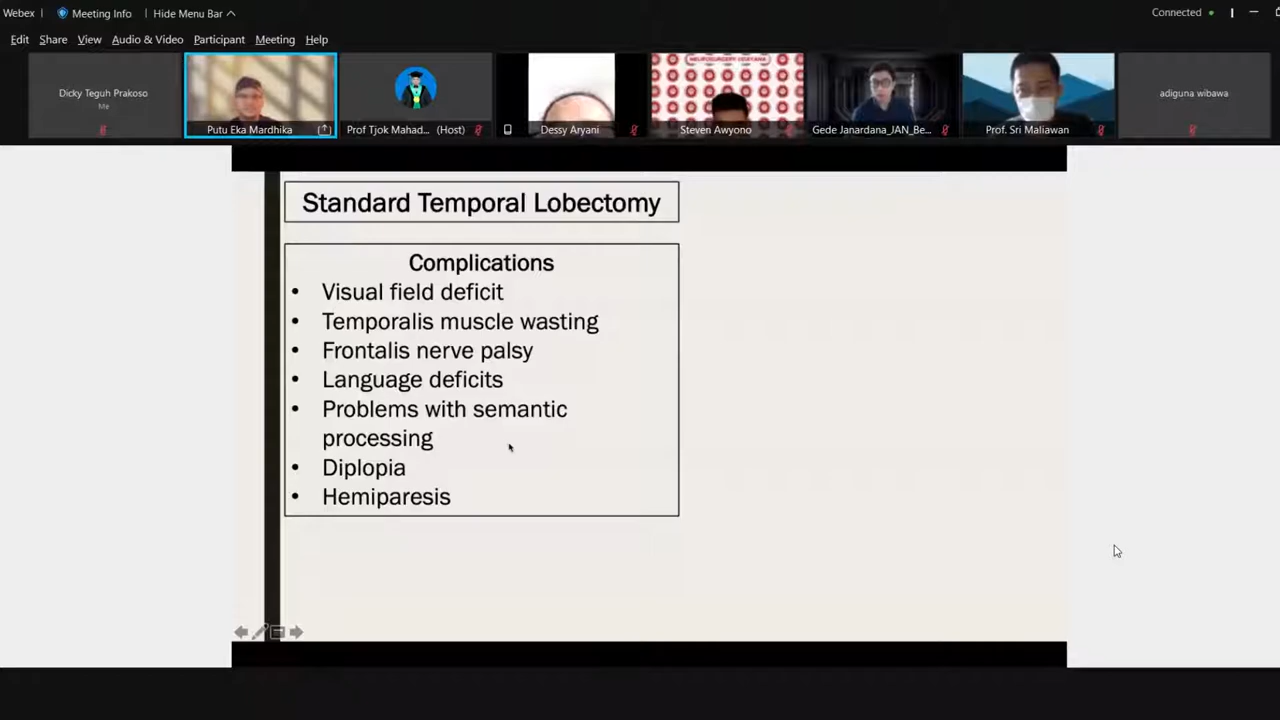 Webex Meeting Info Hide Menu Bar Connected
Edit Share View Audio & Video Participant Meeting Help
Dicky Teguh Prakoso
Me
Putu Eka Mardhika
Prof Tjok Mahad... (Host)
Dessy Aryani
NEUROSURGERY UDAYANA
Steven Awyono
Gede Janardana_JAN_Be...
Prof. Sri Maliawan
adiguna wibawa
Standard Temporal Lobectomy
Complications
• Visual field deficit
• Temporalis muscle wasting
• Frontalis nerve palsy
• Language deficits
• Problems with semantic
processing
• Diplopia
• Hemiparesis